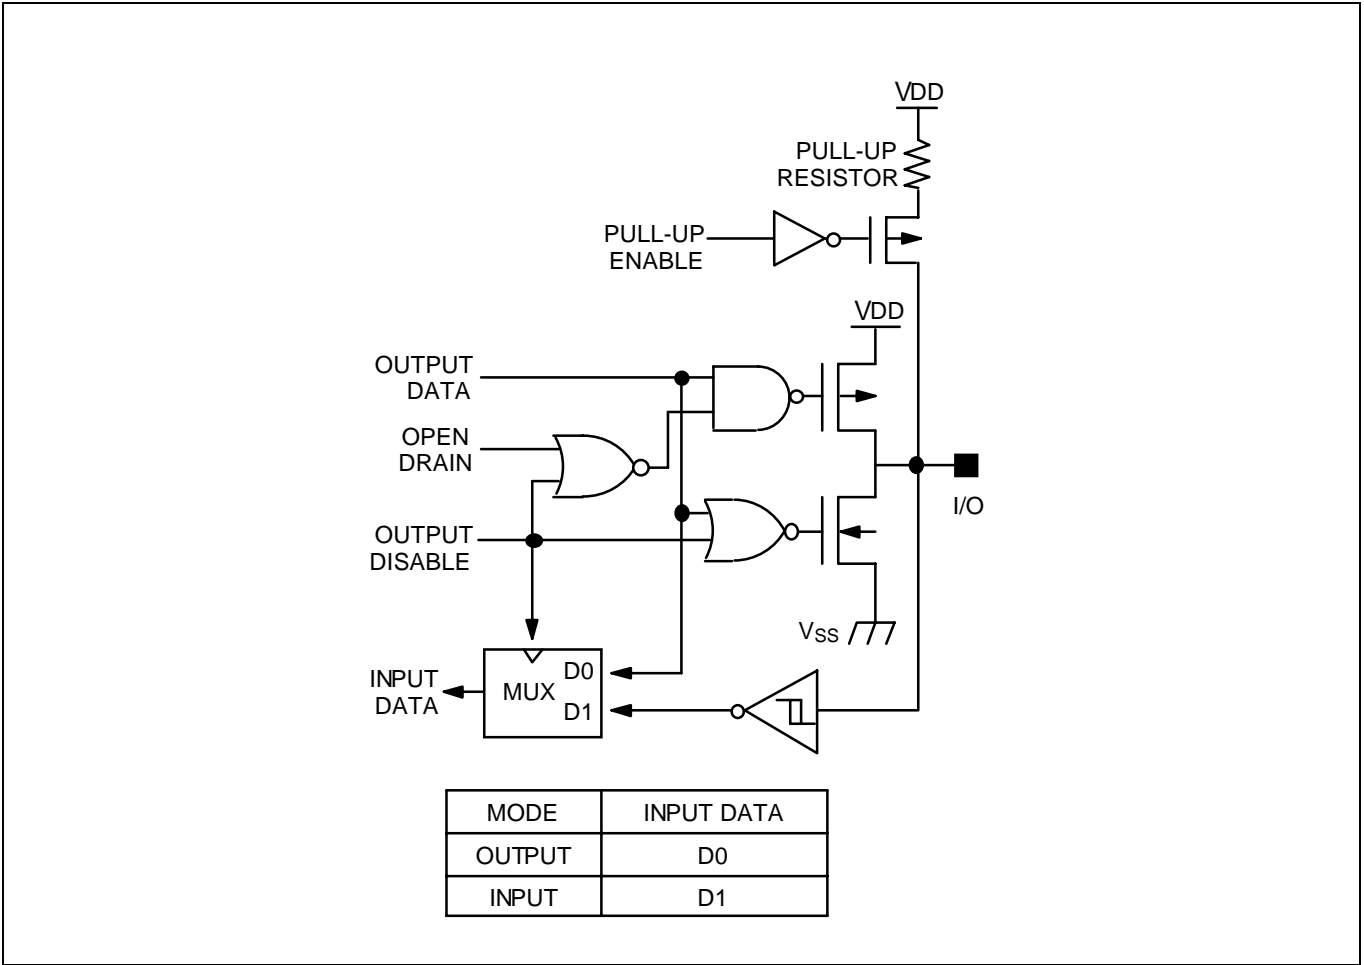 VDD
PULL-UP
RESISTOR
PULL-UP
ENABLE
VDD
OUTPUT
DATA
OPEN
DRAIN
I/O
OUTPUT
DISABLE
VSS
INPUT
DATA
MUX
D0
D1
MODE INPUT DATA
OUTPUT D0
INPUT D1